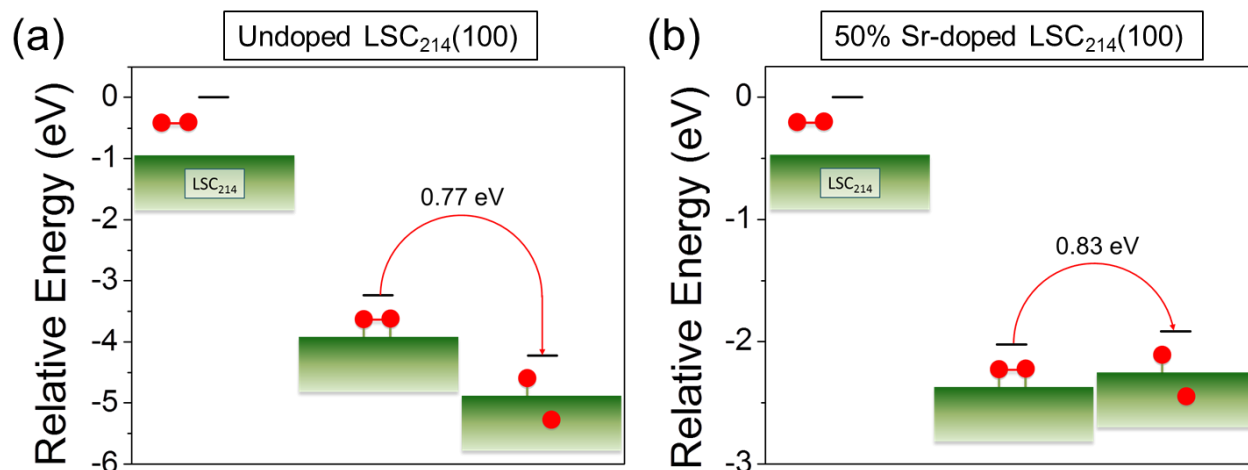 (a)
Undoped LSC₂₁₄(100)
Relative Energy (eV)
0
-1
-2
-3
-4
-5
-6
LSC₂₁₄
0.77 eV
(b)
50% Sr-doped LSC₂₁₄(100)
Relative Energy (eV)
0
-1
-2
-3
LSC₂₁₄
0.83 eV